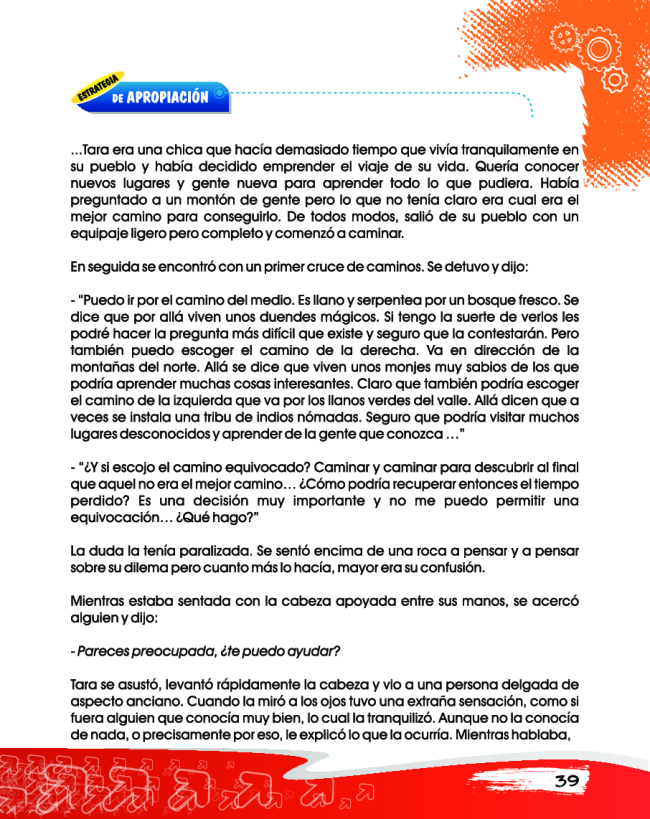 ESTRATEGIA
DE APROPIACIÓN
...Tara era una chica que hacía demasiado tiempo que vivía tranquilamente en
su pueblo y había decidido emprender el viaje de su vida. Quería conocer
nuevos lugares y gente nueva para aprender todo lo que pudiera. Había
preguntado a un montón de gente pero lo que no tenía claro era cual era el
mejor camino para conseguirlo. De todos modos, salió de su pueblo con un
equipaje ligero pero completo y comenzó a caminar.
En seguida se encontró con un primer cruce de caminos. Se detuvo y dijo:
- "Puedo ir por el camino del medio. Es llano y serpentea por un bosque fresco. Se
dice que por allá viven unos duendes mágicos. Si tengo la suerte de verlos les
podré hacer la pregunta más difícil que existe y seguro que la contestarán. Pero
también puedo escoger el camino de la derecha. Va en dirección de la
montañas del norte. Allá se dice que viven unos monjes muy sabios de los que
podría aprender muchas cosas interesantes. Claro que también podría escoger
el camino de la izquierda que va por los llanos verdes del valle. Allá dicen que a
veces se instala una tribu de indios nómadas. Seguro que podría visitar muchos
lugares desconocidos y aprender de la gente que conozca …"
- "¿Y si escojo el camino equivocado? Caminar y caminar para descubrir al final
que aquel no era el mejor camino… ¿Cómo podría recuperar entonces el tiempo
perdido? Es una decisión muy importante y no me puedo permitir una
equivocación… ¿Qué hago?"
La duda la tenía paralizada. Se sentó encima de una roca a pensar y a pensar
sobre su dilema pero cuanto más lo hacía, mayor era su confusión.
Mientras estaba sentada con la cabeza apoyada entre sus manos, se acercó
alguien y dijo:
- Pareces preocupada, ¿te puedo ayudar?
Tara se asustó, levantó rápidamente la cabeza y vio a una persona delgada de
aspecto anciano. Cuando la miró a los ojos tuvo una extraña sensación, como si
fuera alguien que conocía muy bien, lo cual la tranquilizó. Aunque no la conocía
de nada, o precisamente por eso, le explicó lo que la ocurría. Mientras hablaba,
39